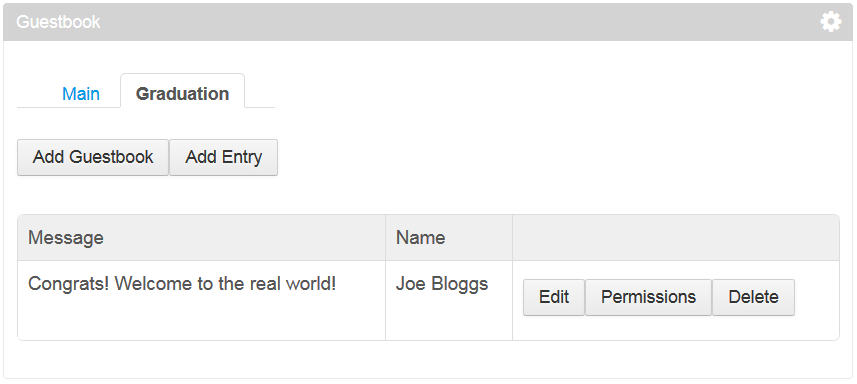 Guestbook
Main Graduation
Add Guestbook Add Entry
Message Name
Congrats! Welcome to the real world! Joe Bloggs Edit Permissions Delete